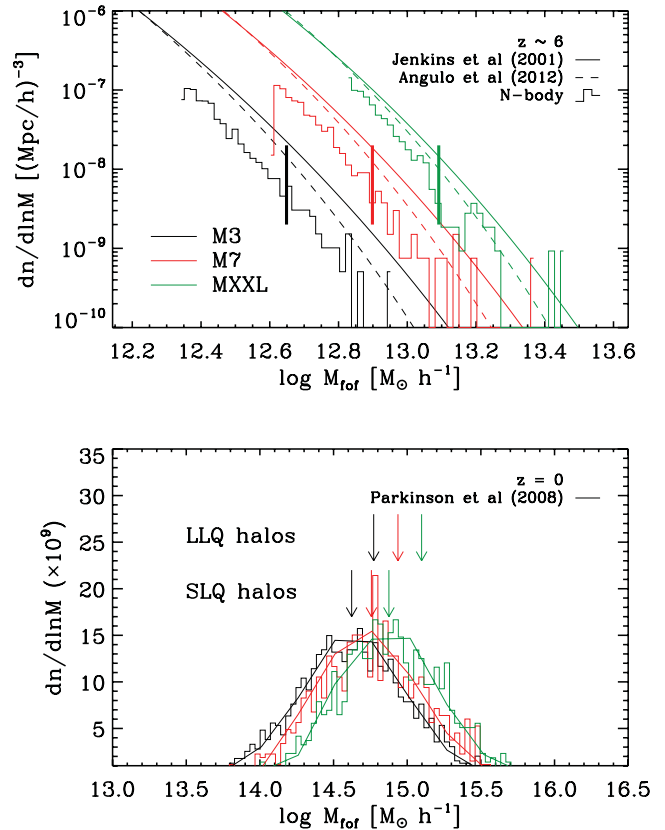 10⁻⁶
10⁻⁷
10⁻⁸
10⁻⁹
10⁻¹⁰
dn/dlnM [(Mpc/h)⁻³]
z ~ 6
Jenkins et al (2001)
Angulo et al (2012)
N-body
M3
M7
MXXL
12.2 12.4 12.6 12.8 13.0 13.2 13.4 13.6
log M_fof [M_⊙ h⁻¹]
35
30
25
20
15
10
5
dn/dlnM (×10⁹)
z = 0
Parkinson et al (2008)
LLQ halos
SLQ halos
13.0 13.5 14.0 14.5 15.0 15.5 16.0 16.5
log M_fof [M_⊙ h⁻¹]